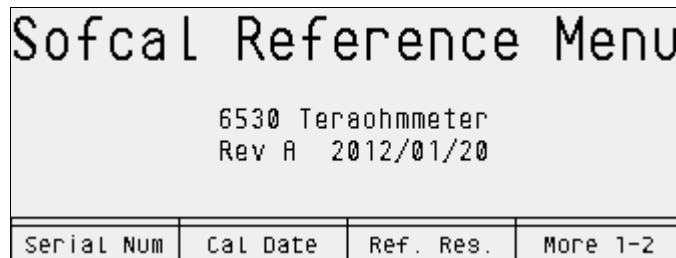 Sofcal Reference Menu
6530 Teraohmmeter
Rev A 2012/01/20
Serial Num Cal Date Ref. Res. More 1-2